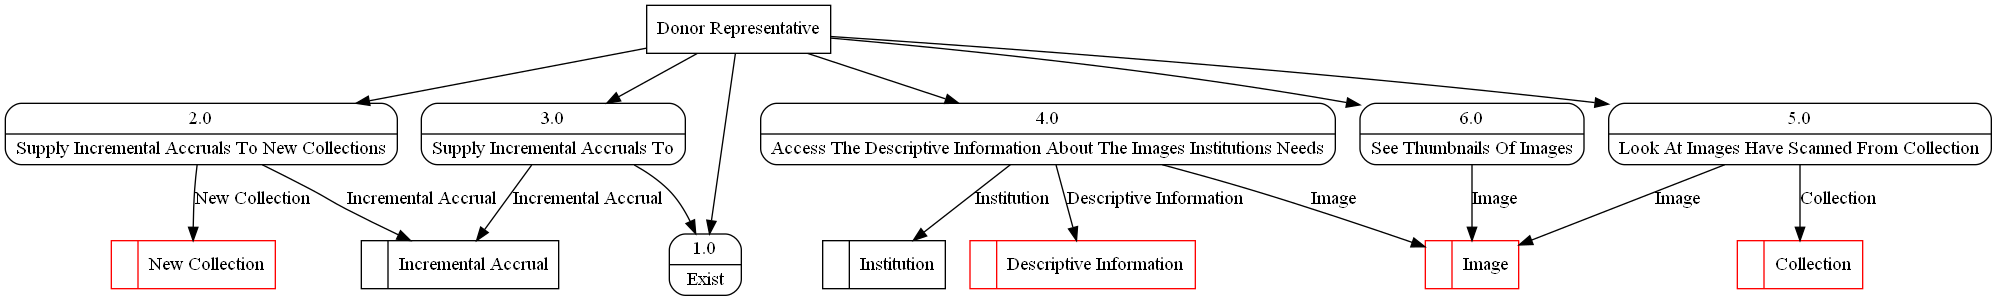 Donor Representative
2.0
Supply Incremental Accruals To New Collections
3.0
Supply Incremental Accruals To
4.0
Access The Descriptive Information About The Images Institutions Needs
6.0
See Thumbnails Of Images
5.0
Look At Images Have Scanned From Collection
New Collection
Incremental Accrual
Incremental Accrual
Institution
Descriptive Information
Image
Image
Image
Collection
New Collection
Incremental Accrual
1.0
Exist
Institution
Descriptive Information
Image
Collection